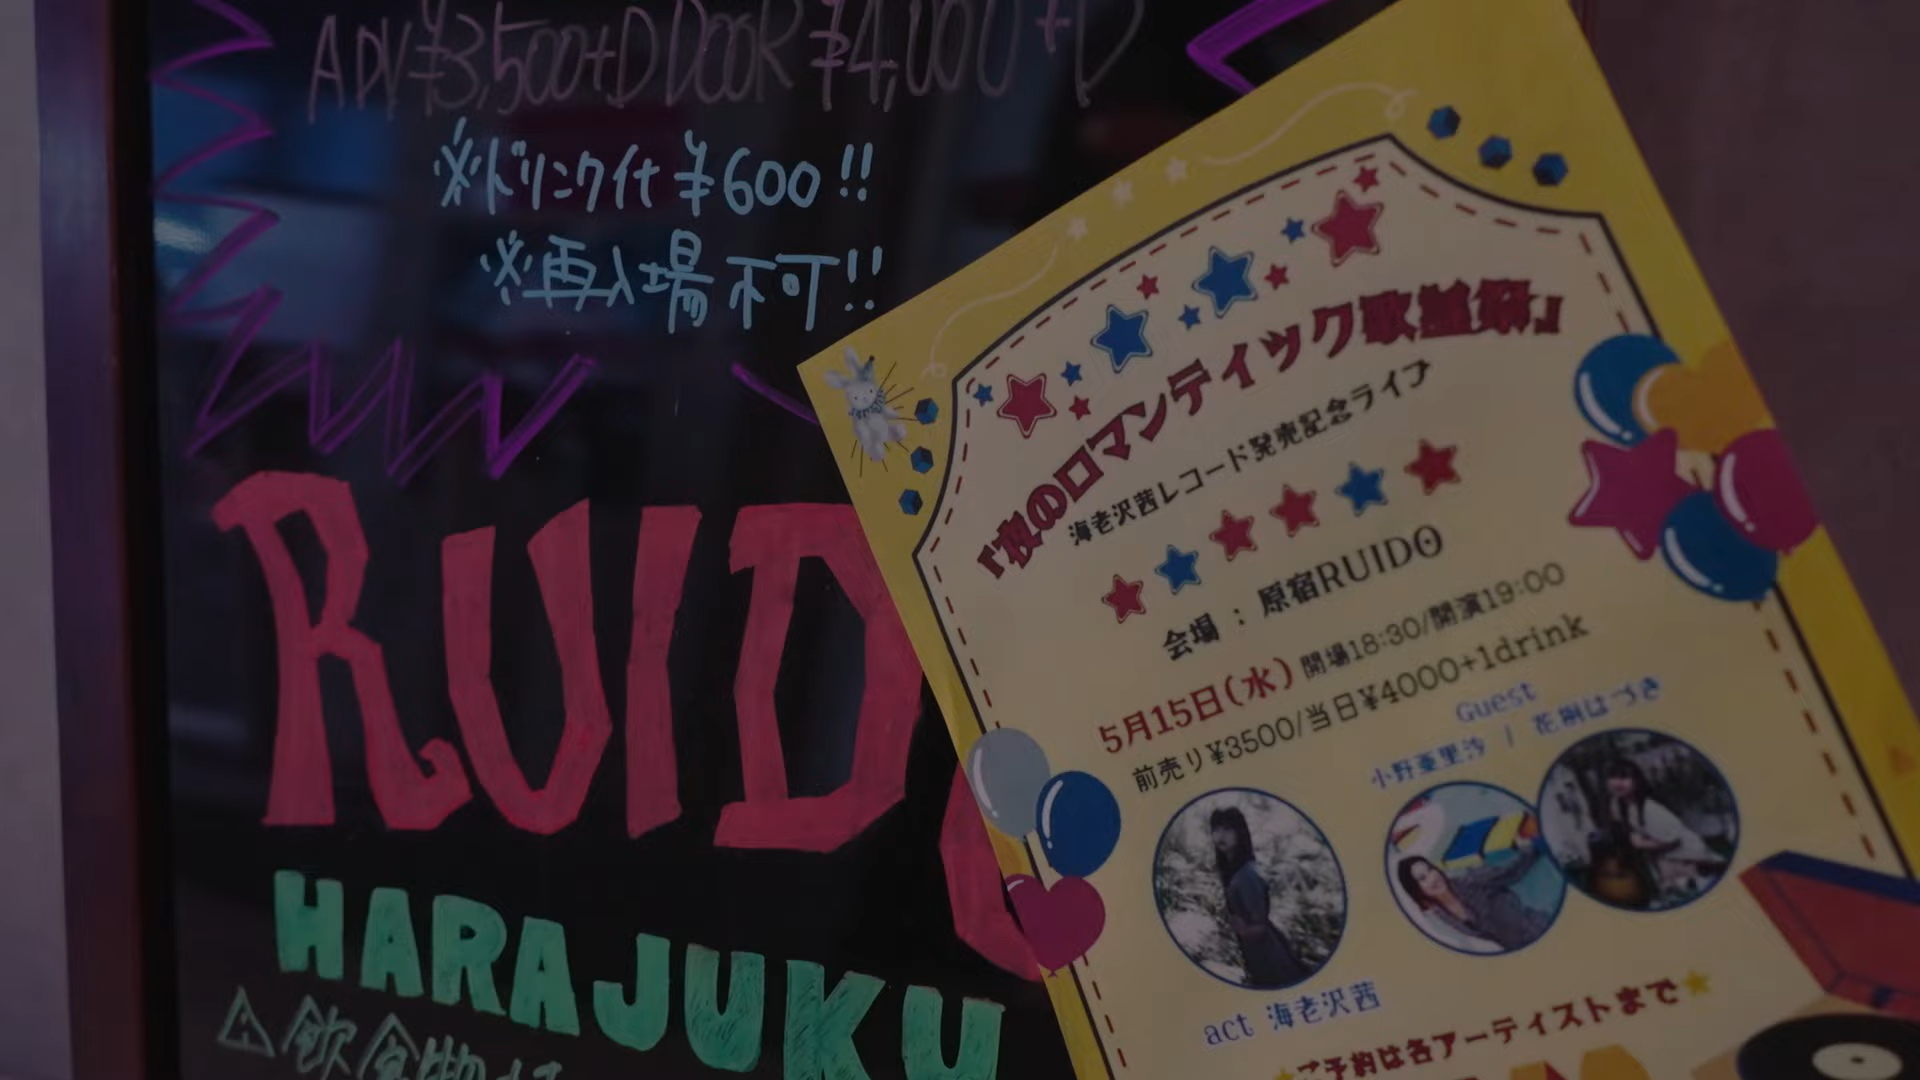 ADV ¥3,500+D DOOR ¥4,000+D
※ドリンク代 ¥600!!
※再入場不可!!
RUIDO
HARAJUKU
⚠飲食物
『夜のロマンティック歌謡祭』
海老沢茜レコード発売記念ライブ
会場：原宿RUIDO
5月15日(水) 開場18:30/開演19:00
前売り¥3500/当日¥4000+1drink
Guest
小野亜里沙 | 花桐はづき
act 海老沢茜
ご予約は各アーティストまで